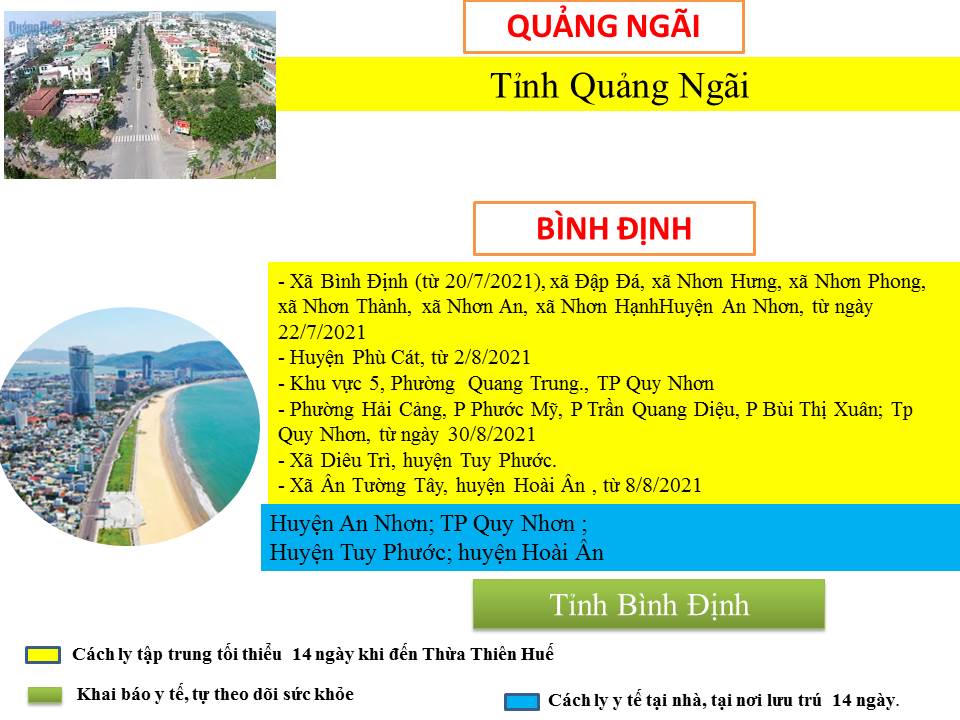 QUẢNG NGÃI
Tỉnh Quảng Ngãi
BÌNH ĐỊNH
- Xã Bình Định (từ 20/7/2021), xã Đập Đá, xã Nhơn Hưng, xã Nhơn Phong,
xã Nhơn Thành, xã Nhơn An, xã Nhơn HạnhHuyện An Nhơn, từ ngày
22/7/2021
- Huyện Phù Cát, từ 2/8/2021
- Khu vực 5, Phường Quang Trung., TP Quy Nhơn
- Phường Hải Cảng, P Phước Mỹ, P Trần Quang Diệu, P Bùi Thị Xuân; Tp
Quy Nhơn, từ ngày 30/8/2021
- Xã Diêu Trì, huyện Tuy Phước.
- Xã Ân Tường Tây, huyện Hoài Ân , từ 8/8/2021
Huyện An Nhơn; TP Quy Nhơn ;
Huyện Tuy Phước; huyện Hoài Ân
Tỉnh Bình Định
Cách ly tập trung tối thiểu 14 ngày khi đến Thừa Thiên Huế
Khai báo y tế, tự theo dõi sức khỏe
Cách ly y tế tại nhà, tại nơi lưu trú 14 ngày.